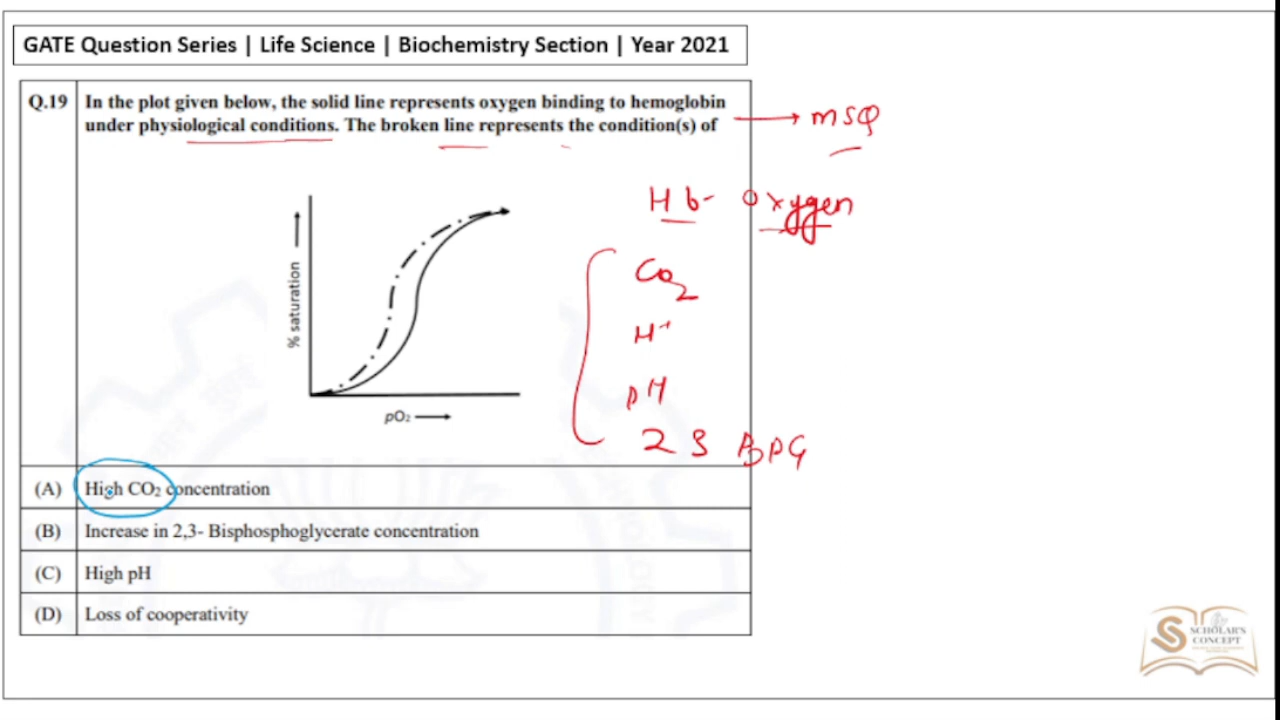 GATE Question Series | Life Science | Biochemistry Section | Year 2021
Q.19 In the plot given below, the solid line represents oxygen binding to hemoglobin
under physiological conditions. The broken line represents the condition(s) of
MSQ
Hb- Oxygen
CO2
H+
pH
2 3 BPG
% saturation
pO₂
(A) High CO₂ concentration
(B) Increase in 2,3- Bisphosphoglycerate concentration
(C) High pH
(D) Loss of cooperativity
SCHOLAR'S
CONCEPT